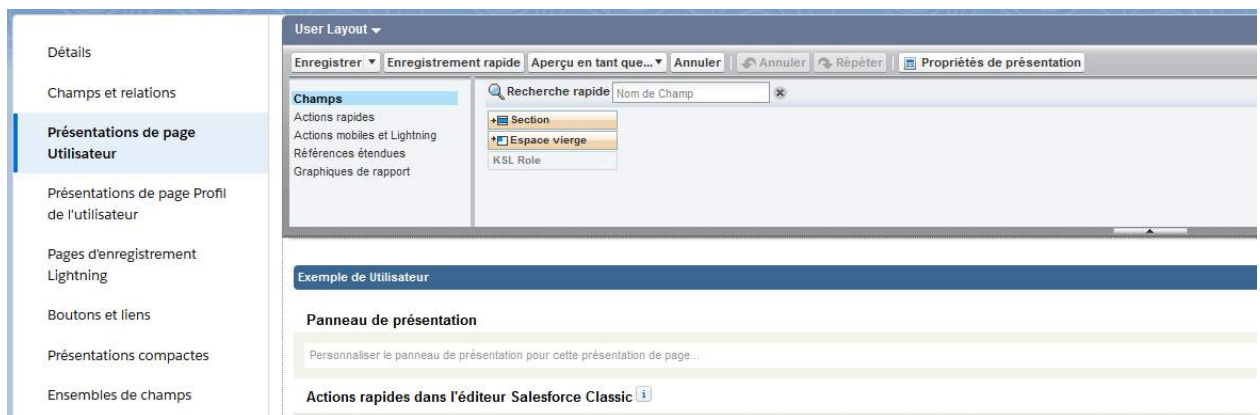 Détails
Champs et relations
Présentations de page
Utilisateur
Présentations de page Profil
de l'utilisateur
Pages d'enregistrement
Lightning
Boutons et liens
Présentations compactes
Ensembles de champs
User Layout
Enregistrer Enregistrement rapide Aperçu en tant que... Annuler Annuler Répéter Propriétés de présentation
Champs
Actions rapides
Actions mobiles et Lightning
Références étendues
Graphiques de rapport
Recherche rapide Nom de Champ
Section
Espace vierge
KSL Role
Exemple de Utilisateur
Panneau de présentation
Personnaliser le panneau de présentation pour cette présentation de page...
Actions rapides dans l'éditeur Salesforce Classic i